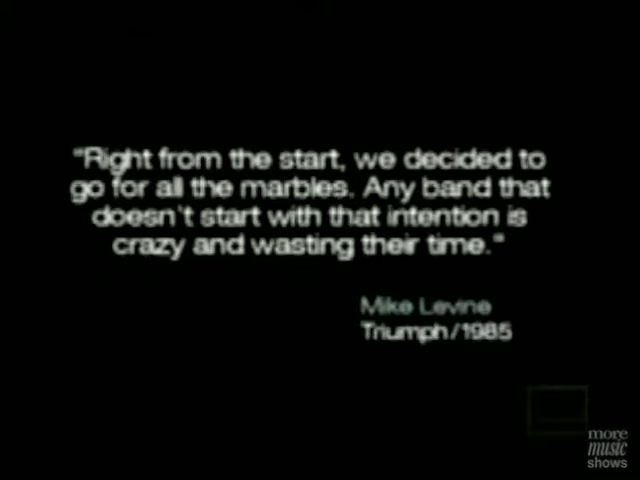 "Right from the start, we decided to
go for all the marbles. Any band that
doesn't start with that intention is
crazy and wasting their time."
Mike Levine
Triumph/1985
more
music
shows